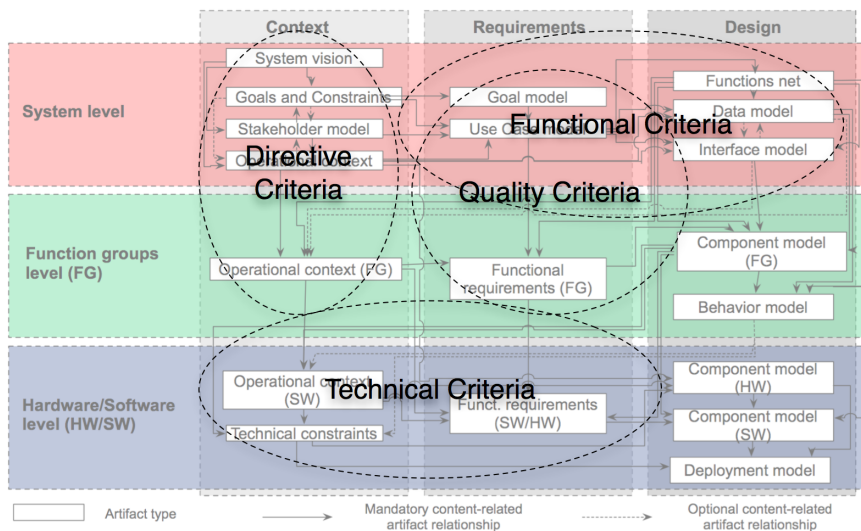 Context
Requirements
Design
System level
System vision
Goals and Constraints
Stakeholder model
Operational context
Goal model
Use Case model
Functions net
Data model
Interface model
Functional Criteria
Directive
Criteria
Quality Criteria
Function groups
level (FG)
Operational context (FG)
Functional
requirements (FG)
Component model
(FG)
Behavior model
Hardware/Software
level (HW/SW)
Operational context
(SW)
Technical constraints
Technical Criteria
Funct. requirements
(SW/HW)
Component model
(HW)
Component model
(SW)
Deployment model
Artifact type
Mandatory content-related
artifact relationship
Optional content-related
artifact relationship